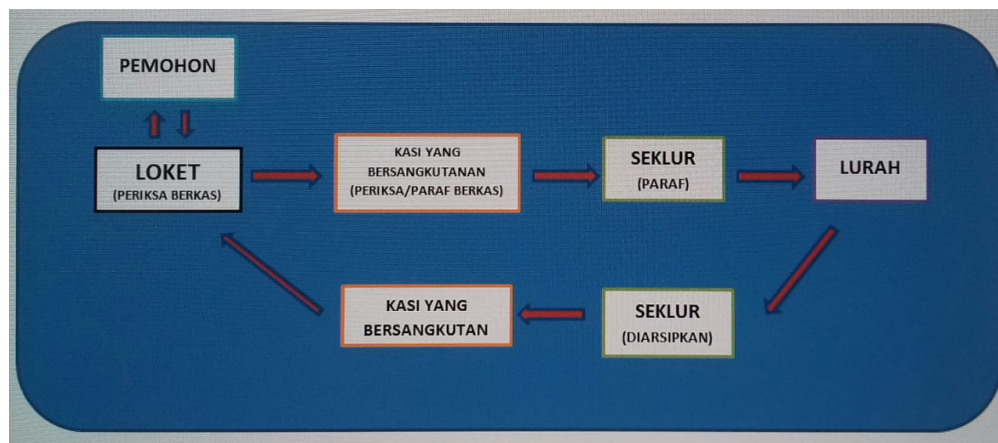 PEMOHON
LOKET
(PERIKSA BERKAS)
KASI YANG
BERSANGKUTANAN
(PERIKSA/PARAF BERKAS)
SEKLUR
(PARAF)
LURAH
KASI YANG
BERSANGKUTAN
SEKLUR
(DIARSIPKAN)